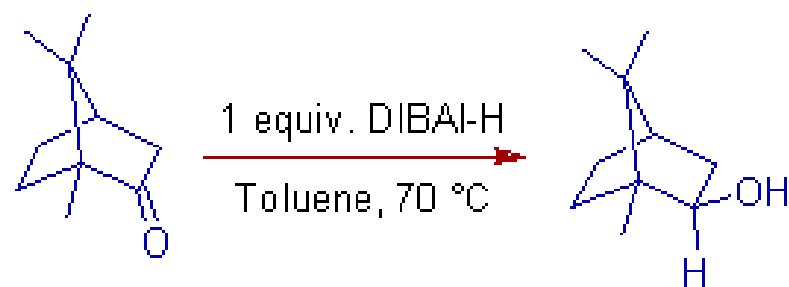 1 equiv. DIBAl-H
Toluene, 70 °C
OH
O
H